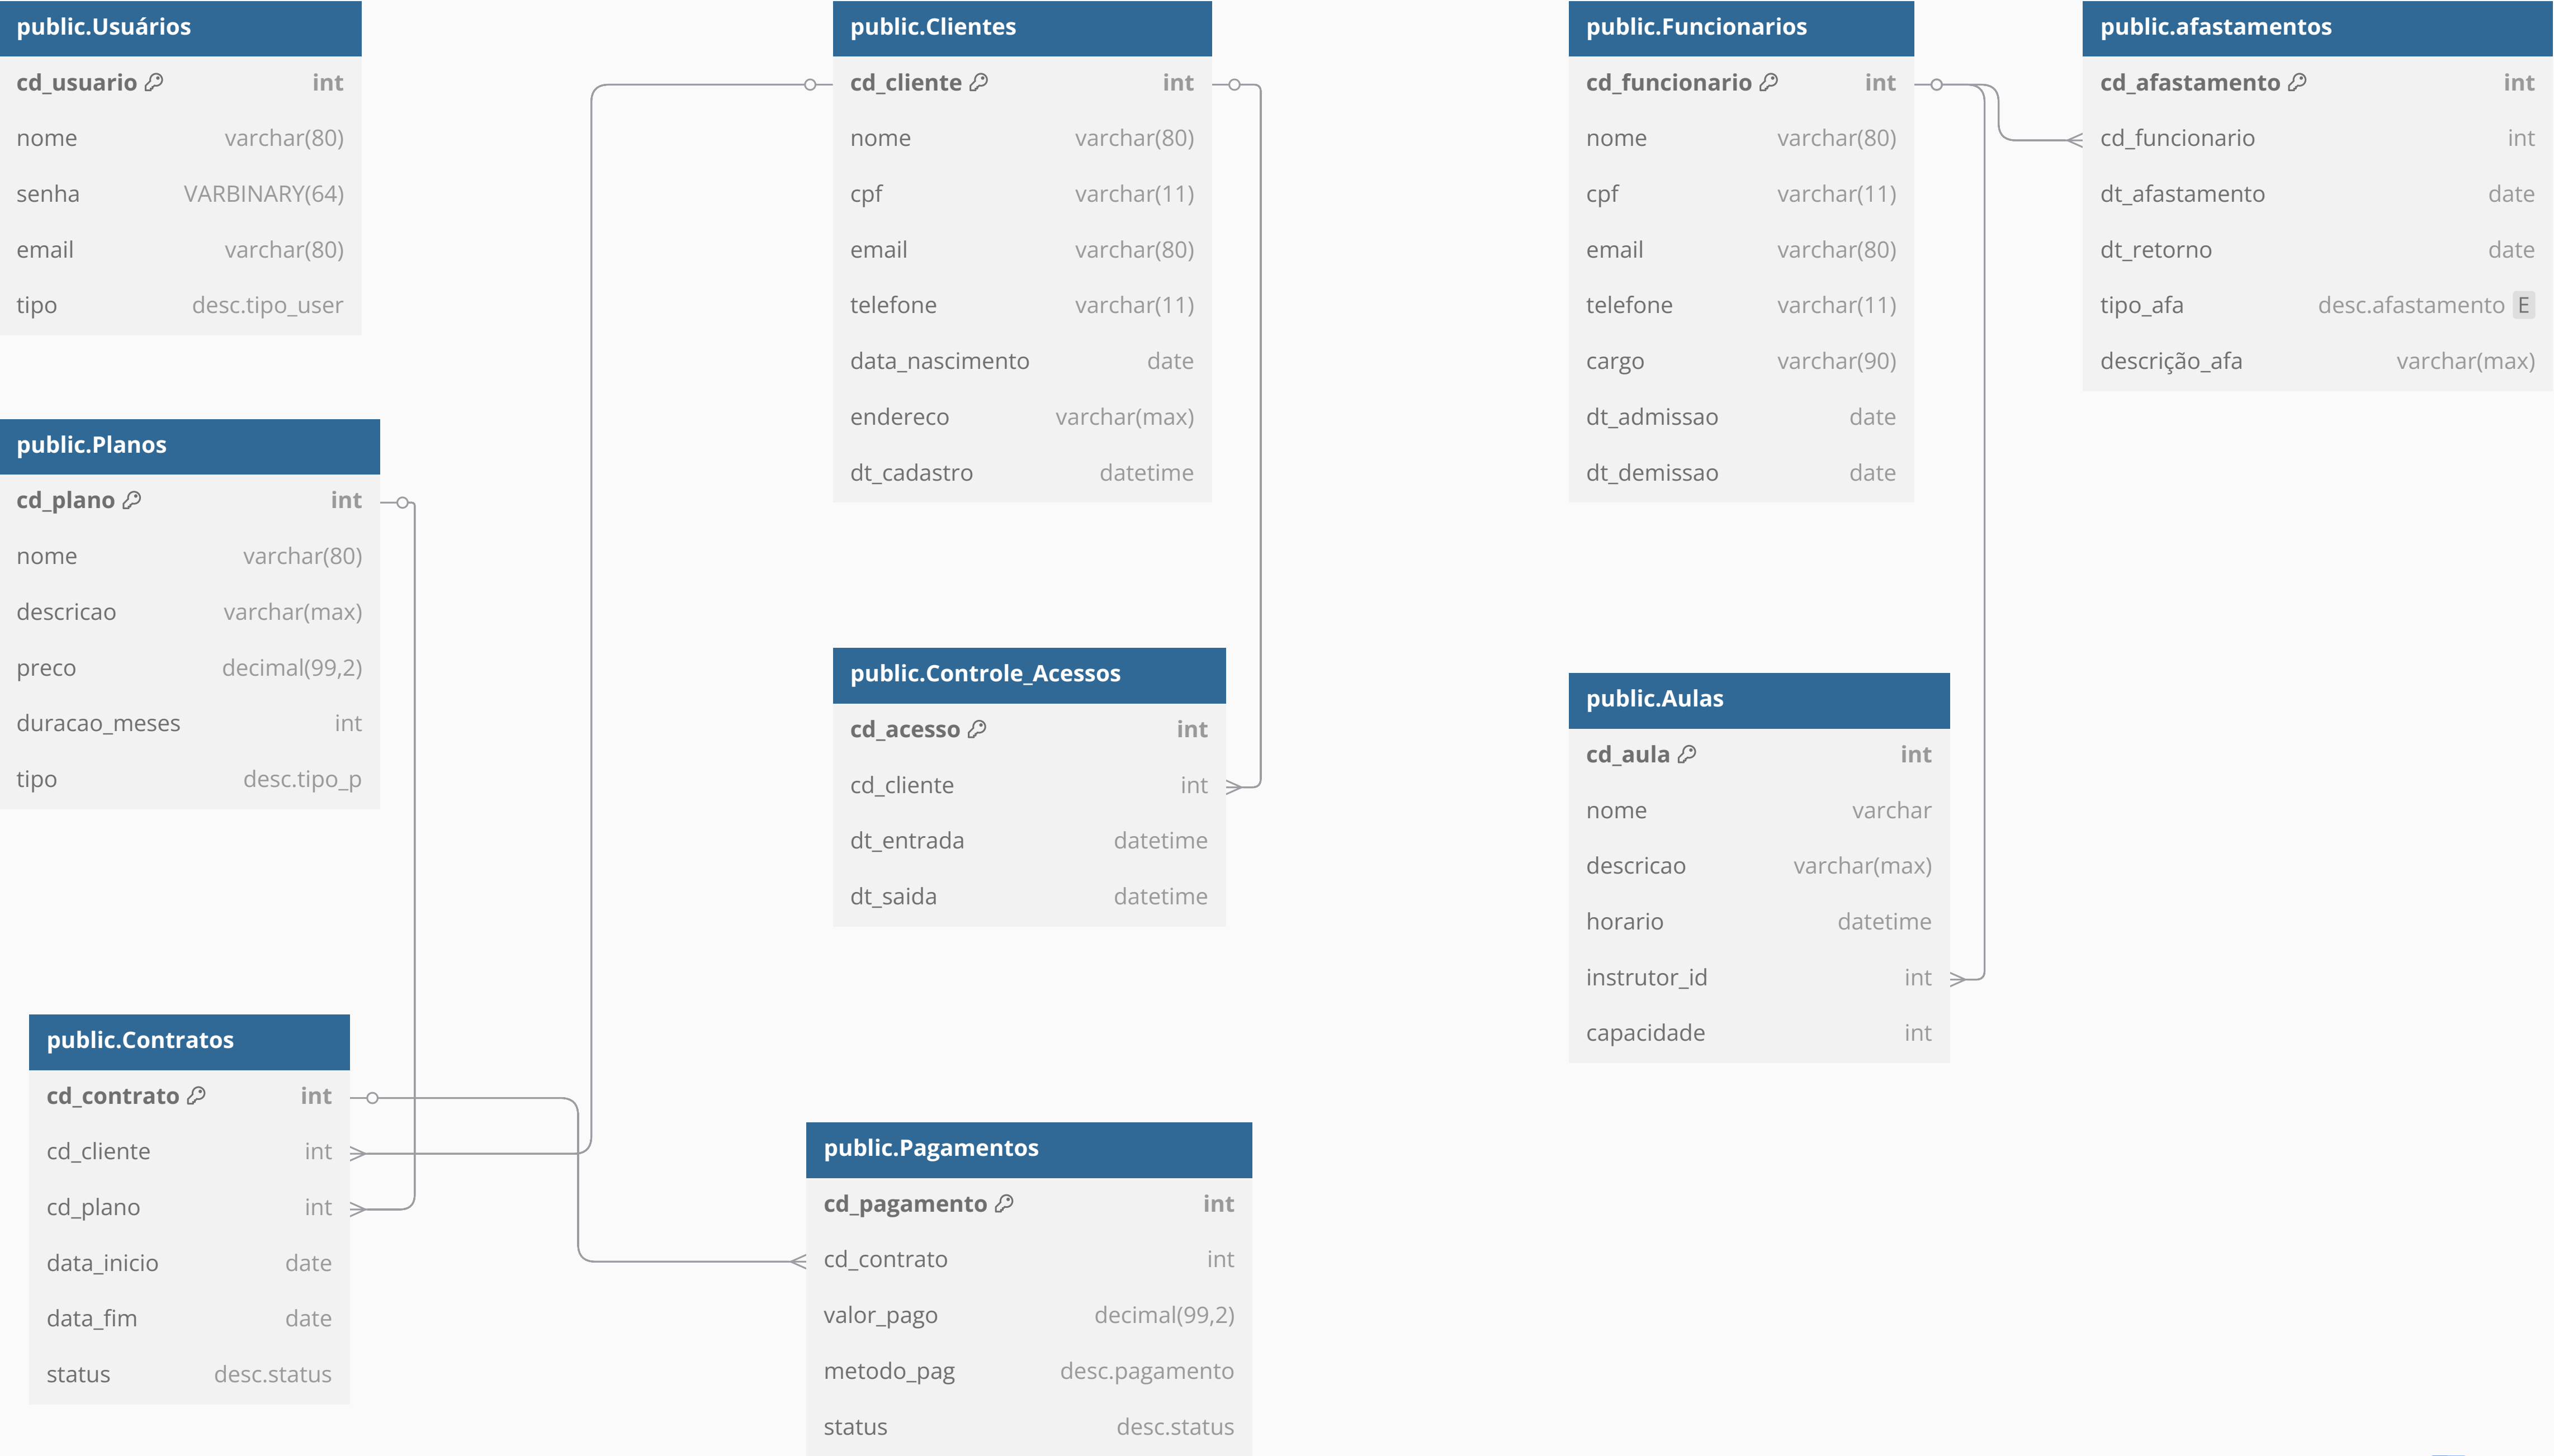 public.Usuários
cd_usuario int
nome varchar(80)
senha VARBINARY(64)
email varchar(80)
tipo desc.tipo_user
public.Planos
cd_plano int
nome varchar(80)
descricao varchar(max)
preco decimal(99,2)
duracao_meses int
tipo desc.tipo_p
public.Contratos
cd_contrato int
cd_cliente int
cd_plano int
data_inicio date
data_fim date
status desc.status
public.Clientes
cd_cliente int
nome varchar(80)
cpf varchar(11)
email varchar(80)
telefone varchar(11)
data_nascimento date
endereco varchar(max)
dt_cadastro datetime
public.Controle_Acessos
cd_acesso int
cd_cliente int
dt_entrada datetime
dt_saida datetime
public.Pagamentos
cd_pagamento int
cd_contrato int
valor_pago decimal(99,2)
metodo_pag desc.pagamento
status desc.status
public.Funcionarios
cd_funcionario int
nome varchar(80)
cpf varchar(11)
email varchar(80)
telefone varchar(11)
cargo varchar(90)
dt_admissao date
dt_demissao date
public.Aulas
cd_aula int
nome varchar
descricao varchar(max)
horario datetime
instrutor_id int
capacidade int
public.afastamentos
cd_afastamento int
cd_funcionario int
dt_afastamento date
dt_retorno date
tipo_afa desc.afastamento E
descrição_afa varchar(max)